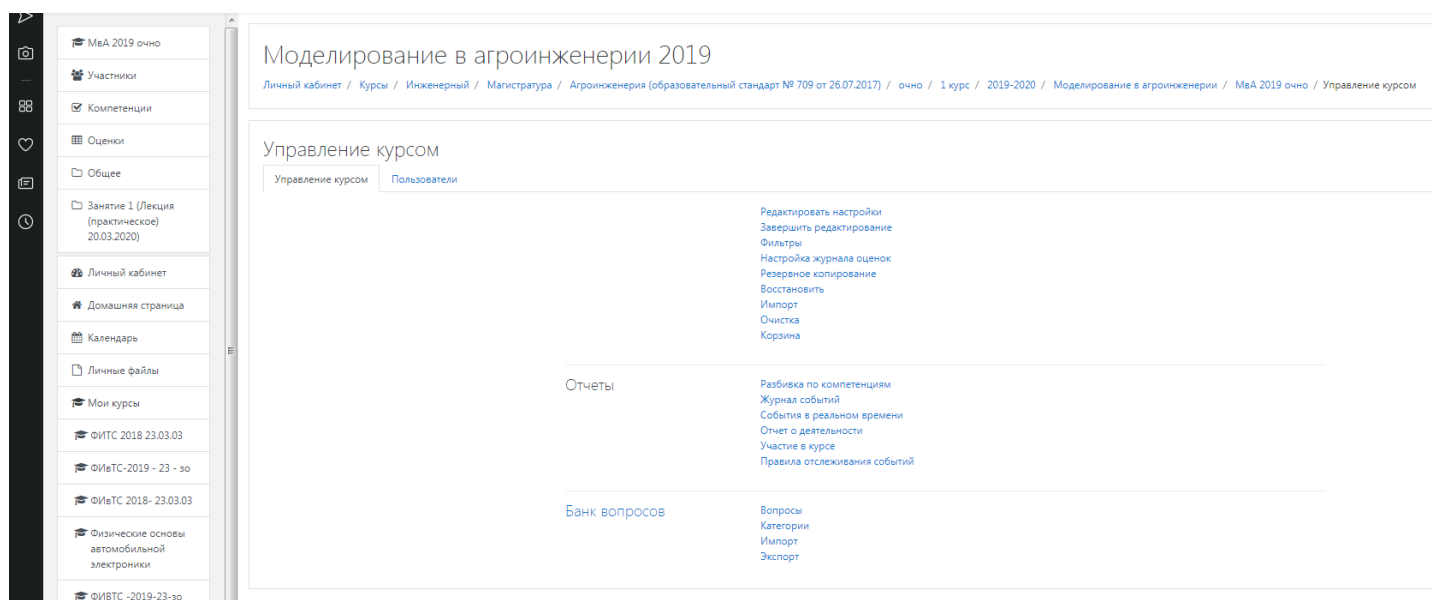 МвА 2019 очно
Участники
Компетенции
Оценки
Общее
Занятие 1 (Лекция
(практическое)
20.03.2020)
Личный кабинет
Домашняя страница
Календарь
Личные файлы
Мои курсы
ФИТС 2018 23.03.03
ФИвТС-2019 - 23 - зо
ФИвТС 2018- 23.03.03
Физические основы
автомобильной
электроники
ФИВТС -2019-23-зо
Моделирование в агроинженерии 2019
Личный кабинет / Курсы / Инженерный / Магистратура / Агроинженерия (образовательный стандарт № 709 от 26.07.2017) / очно / 1 курс / 2019-2020 / Моделирование в агроинженерии / МвА 2019 очно / Управление курсом
Управление курсом
Управление курсом Пользователи
Редактировать настройки
Завершить редактирование
Фильтры
Настройка журнала оценок
Резервное копирование
Восстановить
Импорт
Очистка
Корзина
Отчеты
Разбивка по компетенциям
Журнал событий
События в реальном времени
Отчет о деятельности
Участие в курсе
Правила отслеживания событий
Банк вопросов
Вопросы
Категории
Импорт
Экспорт